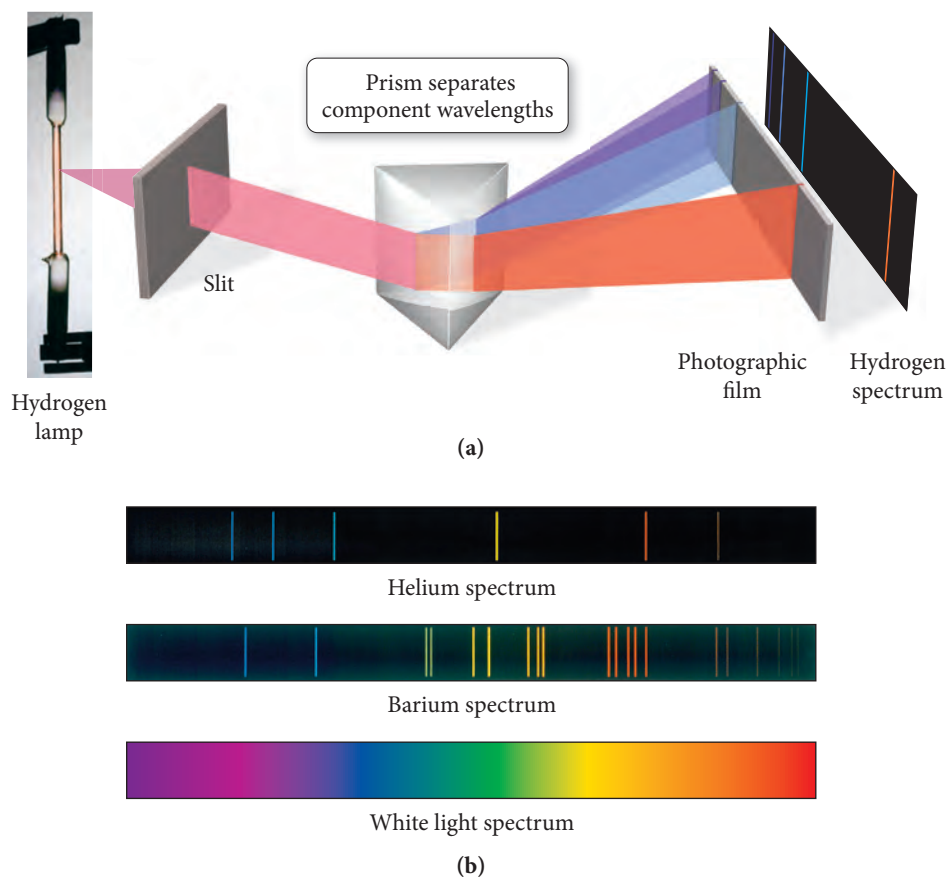 Prism separates
component wavelengths
Slit
Photographic
film
Hydrogen
spectrum
Hydrogen
lamp
(a)
Helium spectrum
Barium spectrum
White light spectrum
(b)